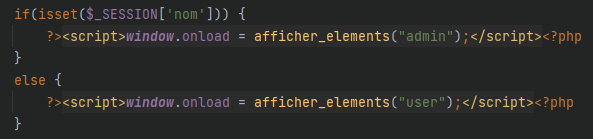 if(isset($_SESSION['nom'])) {
?><script>window.onload = afficher_elements("admin");</script><?php
}
else {
?><script>window.onload = afficher_elements("user");</script><?php
}